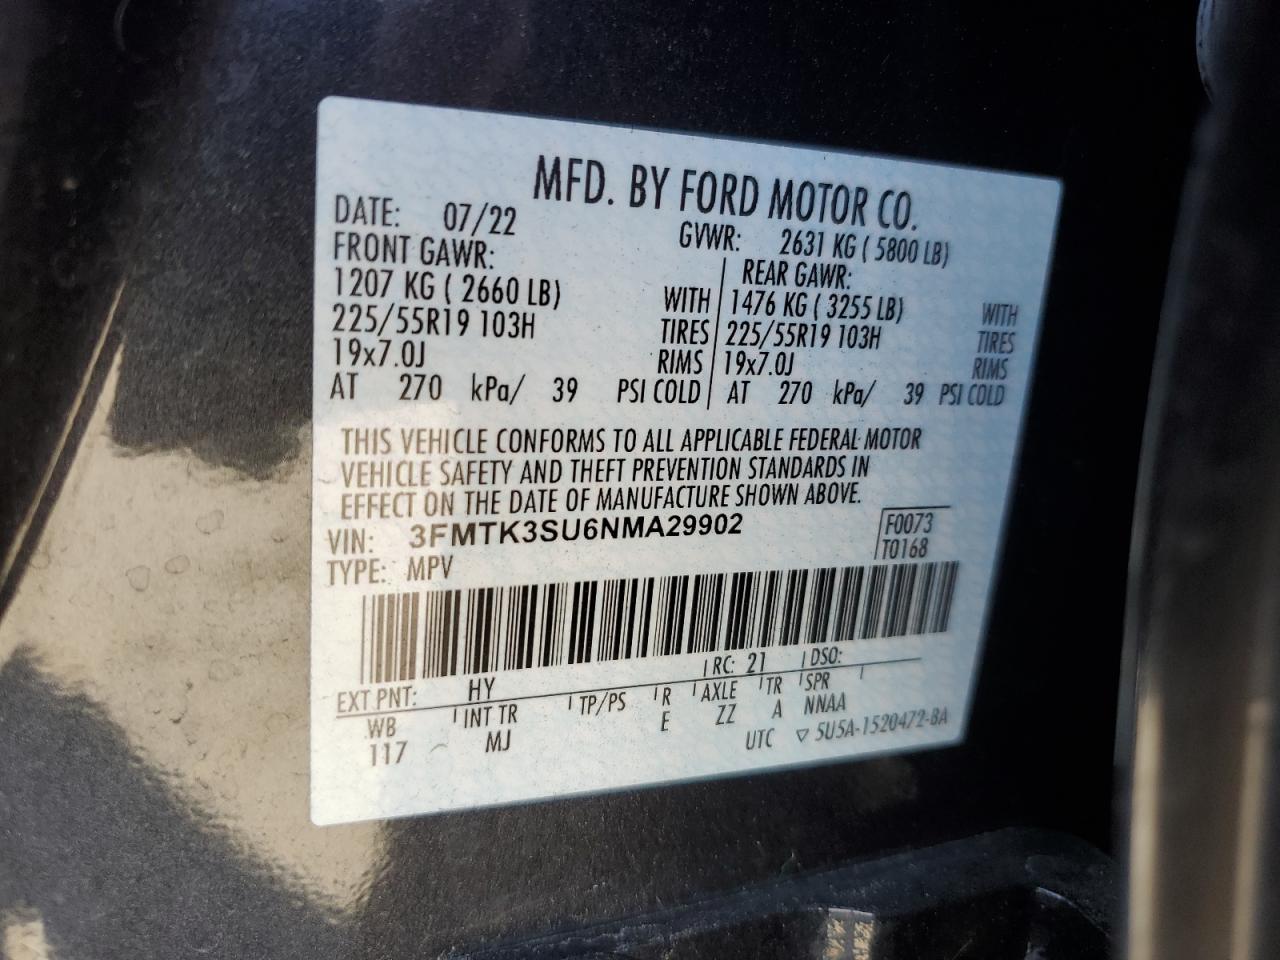 MFD. BY FORD MOTOR CO.
DATE: 07/22 GVWR: 2631 KG ( 5800 LB)
FRONT GAWR: REAR GAWR:
1207 KG ( 2660 LB) WITH 1476 KG ( 3255 LB) WITH
225/55R19 103H TIRES 225/55R19 103H TIRES
19x7.0J RIMS 19x7.0J RIMS
AT 270 kPa/ 39 PSI COLD AT 270 kPa/ 39 PSI COLD
THIS VEHICLE CONFORMS TO ALL APPLICABLE FEDERAL MOTOR
VEHICLE SAFETY AND THEFT PREVENTION STANDARDS IN
EFFECT ON THE DATE OF MANUFACTURE SHOWN ABOVE.
VIN: 3FMTK3SU6NMA29902 F0073
TYPE: MPV T0168
EXT PNT: HY RC: 21 DSO:
WB INT TR TP/PS R AXLE TR SPR
117 MJ E ZZ A NNAA
UTC ▽ 5U5A-1520472-BA